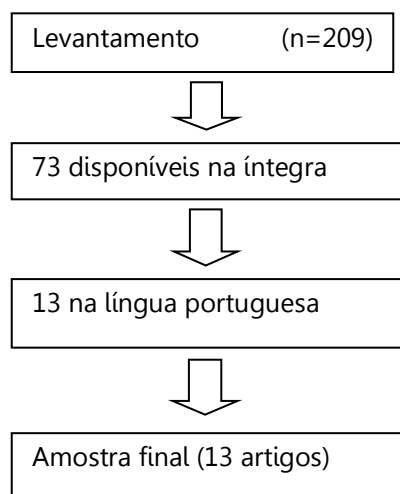 Levantamento (n=209)
73 disponíveis na íntegra
13 na língua portuguesa
Amostra final (13 artigos)